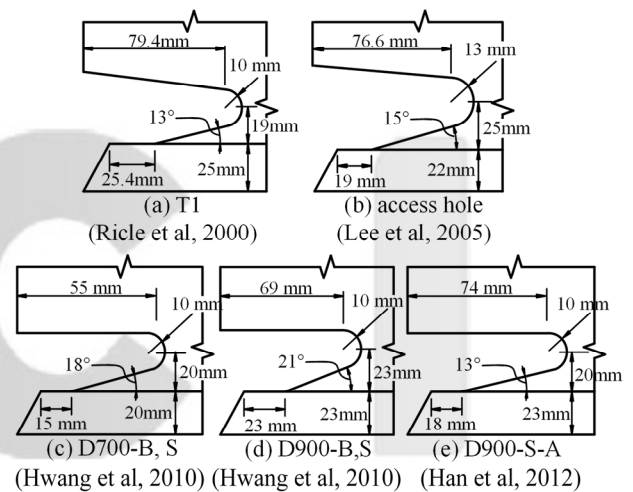 79.4mm
10 mm
13°
19mm
25mm
25.4mm
(a) T1
(Ricle et al, 2000)
76.6 mm
13 mm
15°
25mm
22mm
19 mm
(b) access hole
(Lee et al, 2005)
55 mm
10 mm
18°
20mm
20mm
15 mm
(c) D700-B, S
(Hwang et al, 2010)
69 mm
10 mm
21°
23mm
23mm
23 mm
(d) D900-B,S
(Hwang et al, 2010)
74 mm
10 mm
13°
20mm
23mm
18 mm
(e) D900-S-A
(Han et al, 2012)